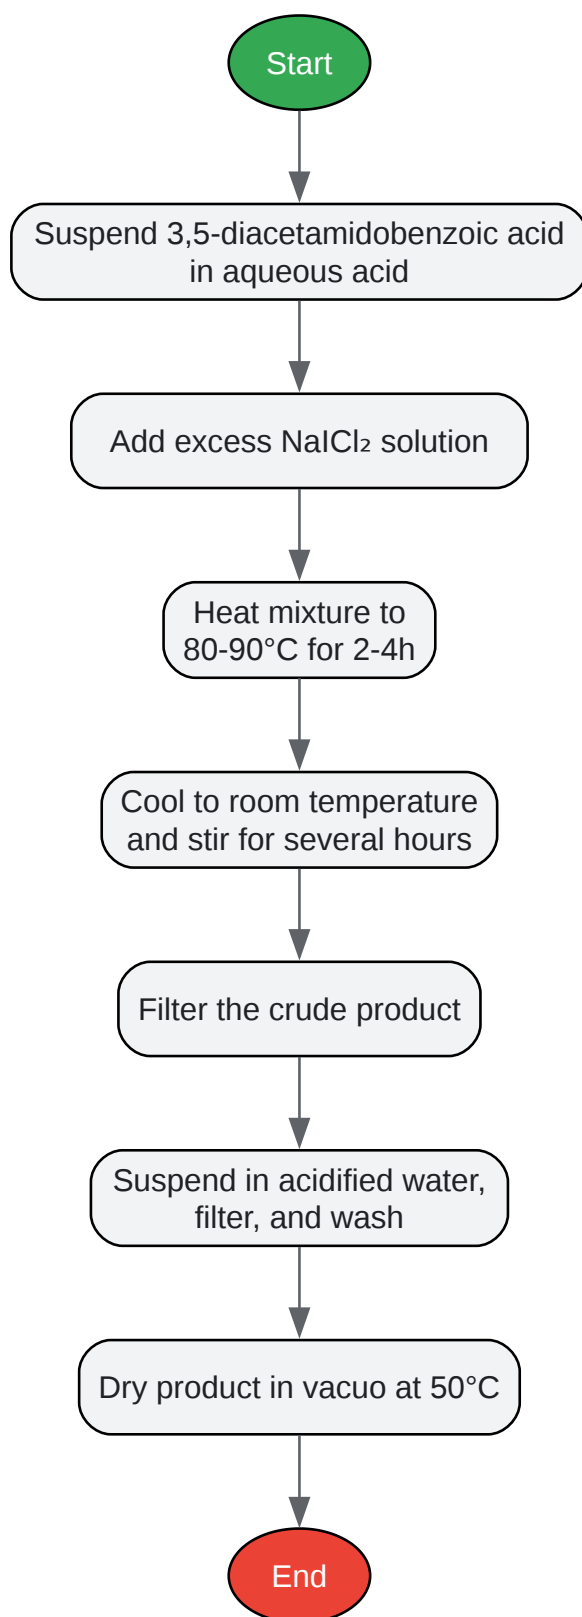 Start
Suspend 3,5-diacetamidobenzoic acid
in aqueous acid
Add excess NaICl₂ solution
Heat mixture to
80-90°C for 2-4h
Cool to room temperature
and stir for several hours
Filter the crude product
Suspend in acidified water,
filter, and wash
Dry product in vacuo at 50°C
End